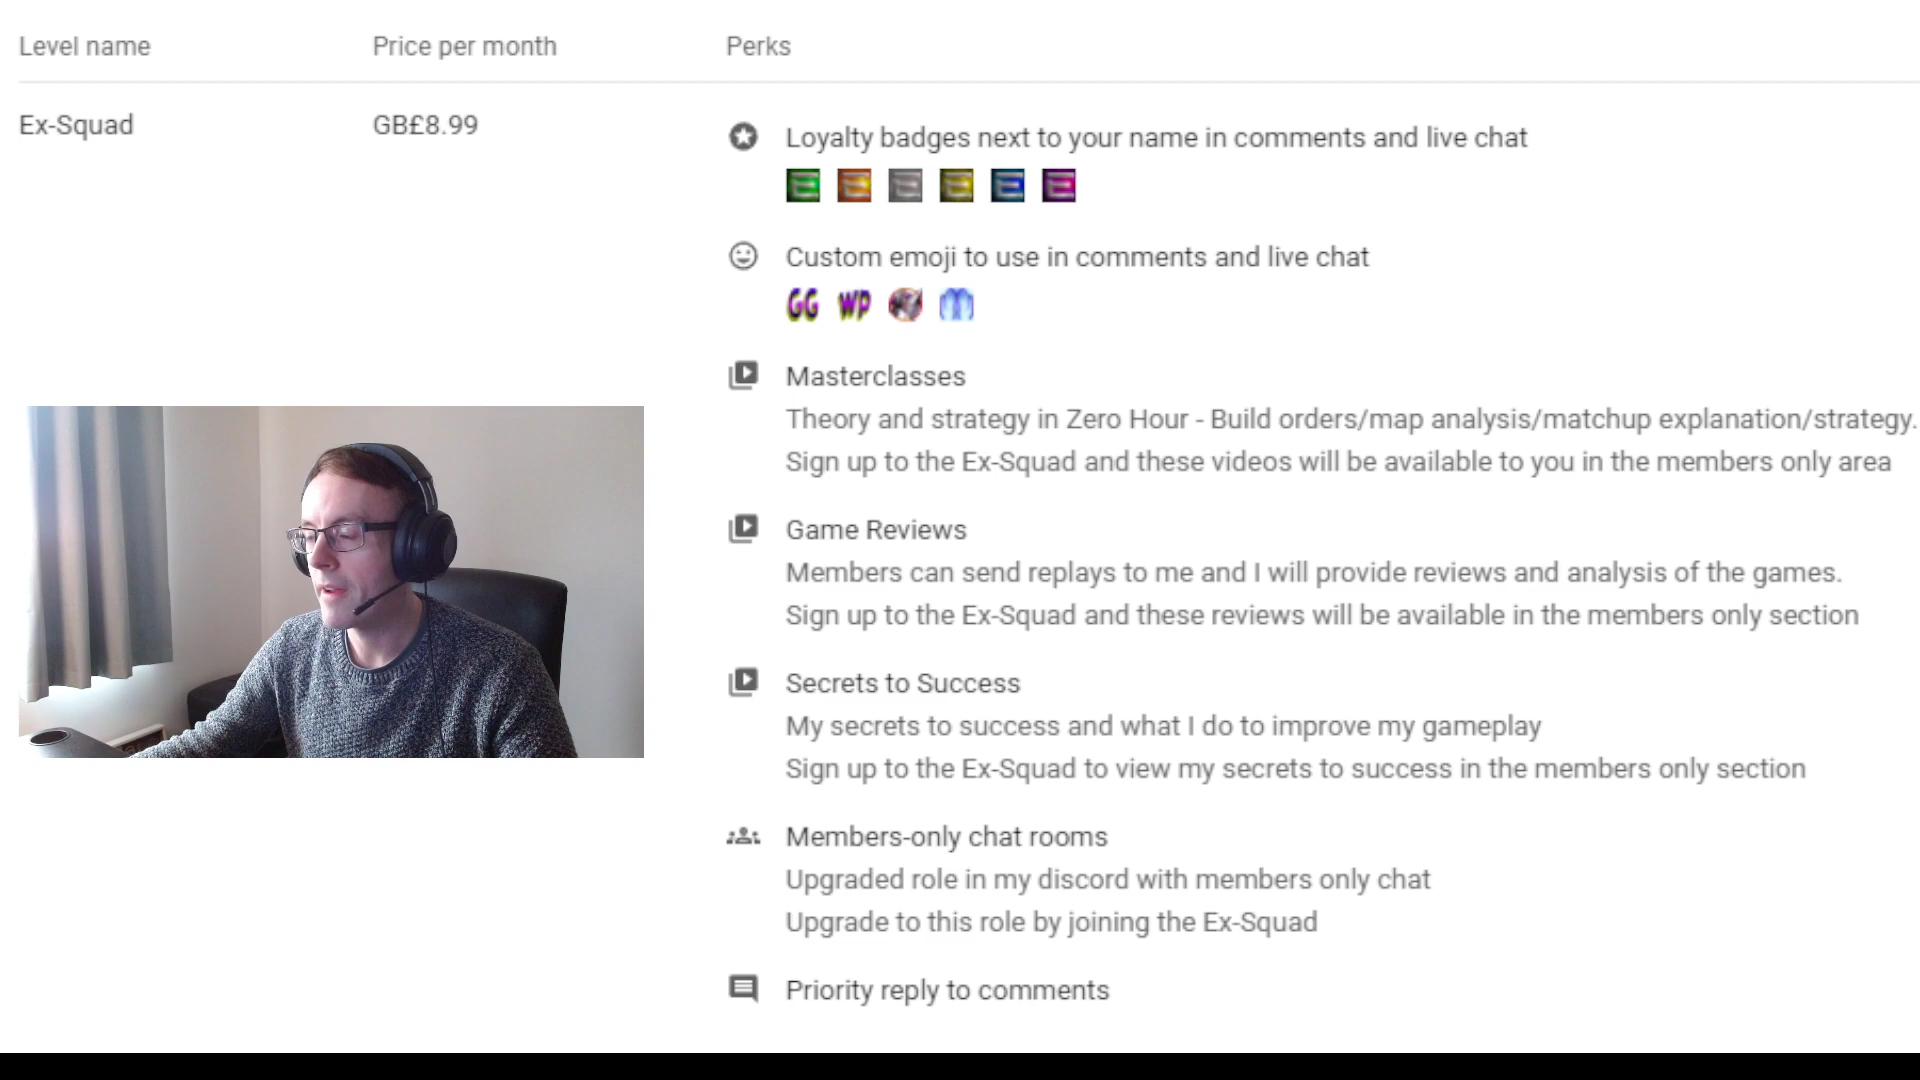 Level name
Price per month
Perks
Ex-Squad
GB£8.99
Loyalty badges next to your name in comments and live chat
E E E E E E
Custom emoji to use in comments and live chat
GG WP
Masterclasses
Theory and strategy in Zero Hour - Build orders/map analysis/matchup explanation/strategy.
Sign up to the Ex-Squad and these videos will be available to you in the members only area
Game Reviews
Members can send replays to me and I will provide reviews and analysis of the games.
Sign up to the Ex-Squad and these reviews will be available in the members only section
Secrets to Success
My secrets to success and what I do to improve my gameplay
Sign up to the Ex-Squad to view my secrets to success in the members only section
Members-only chat rooms
Upgraded role in my discord with members only chat
Upgrade to this role by joining the Ex-Squad
Priority reply to comments